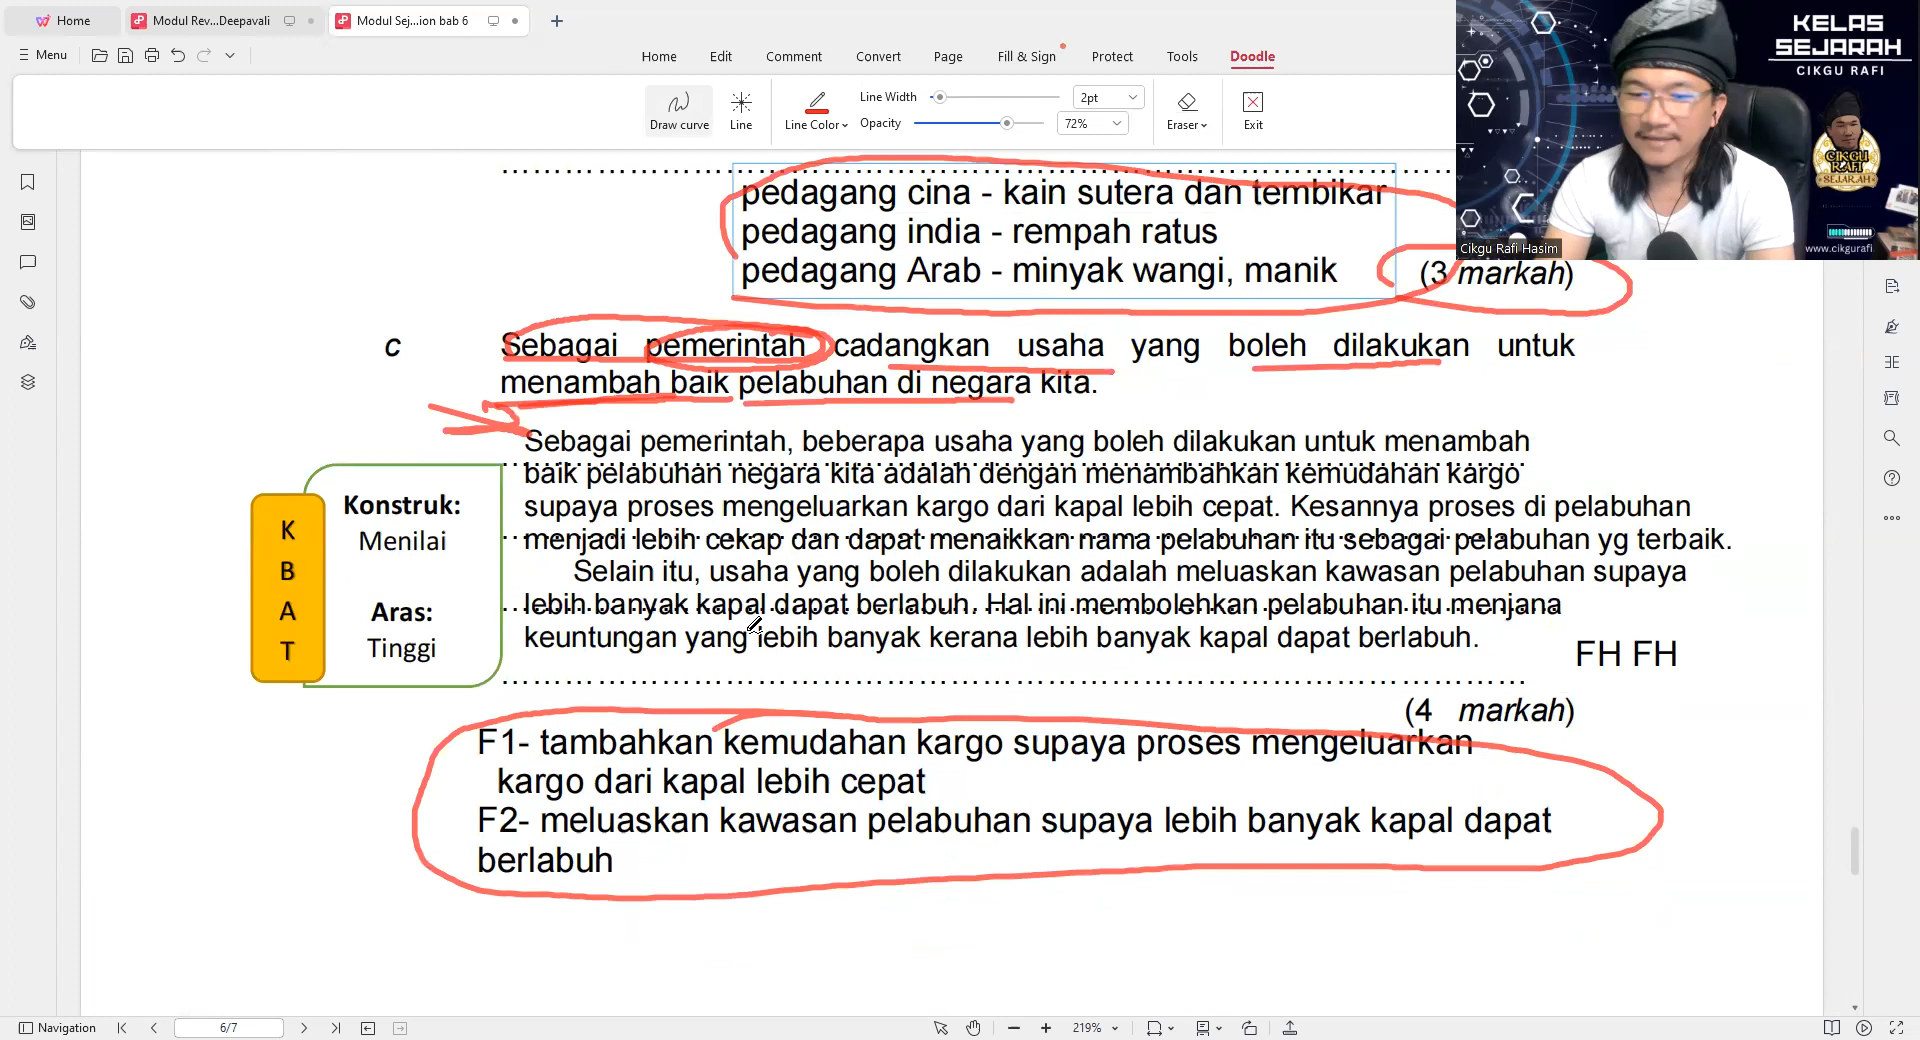 Home
Modul Rev...Deepavali
Modul Sej...ion bab 6
Menu
Home
Edit
Comment
Convert
Page
Fill & Sign
Protect
Tools
Doodle
Draw curve
Line
Line Color
Line Width
2pt
Opacity
72%
Eraser
Exit
KELAS
SEJARAH
CIKGU RAFI
CIKGU
RAFI
SEJARAH
www.cikgurafi
Cikgu Rafi Hasim
pedagang cina - kain sutera dan tembikar
pedagang india - rempah ratus
pedagang Arab - minyak wangi, manik
(3 markah)
c
Sebagai pemerintah cadangkan usaha yang boleh dilakukan untuk
menambah baik pelabuhan di negara kita.
Sebagai pemerintah, beberapa usaha yang boleh dilakukan untuk menambah
baik pelabuhan negara kita adalah dengan menambahkan kemudahan kargo
supaya proses mengeluarkan kargo dari kapal lebih cepat. Kesannya proses di pelabuhan
menjadi lebih cekap dan dapat menaikkan nama pelabuhan itu sebagai pelabuhan yg terbaik.
Selain itu, usaha yang boleh dilakukan adalah meluaskan kawasan pelabuhan supaya
lebih banyak kapal dapat berlabuh. Hal ini membolehkan pelabuhan itu menjana
keuntungan yang lebih banyak kerana lebih banyak kapal dapat berlabuh.
K
B
A
T
Konstruk:
Menilai
Aras:
Tinggi
FH FH
(4 markah)
F1- tambahkan kemudahan kargo supaya proses mengeluarkan
kargo dari kapal lebih cepat
F2- meluaskan kawasan pelabuhan supaya lebih banyak kapal dapat
berlabuh
Navigation
6/7
219%